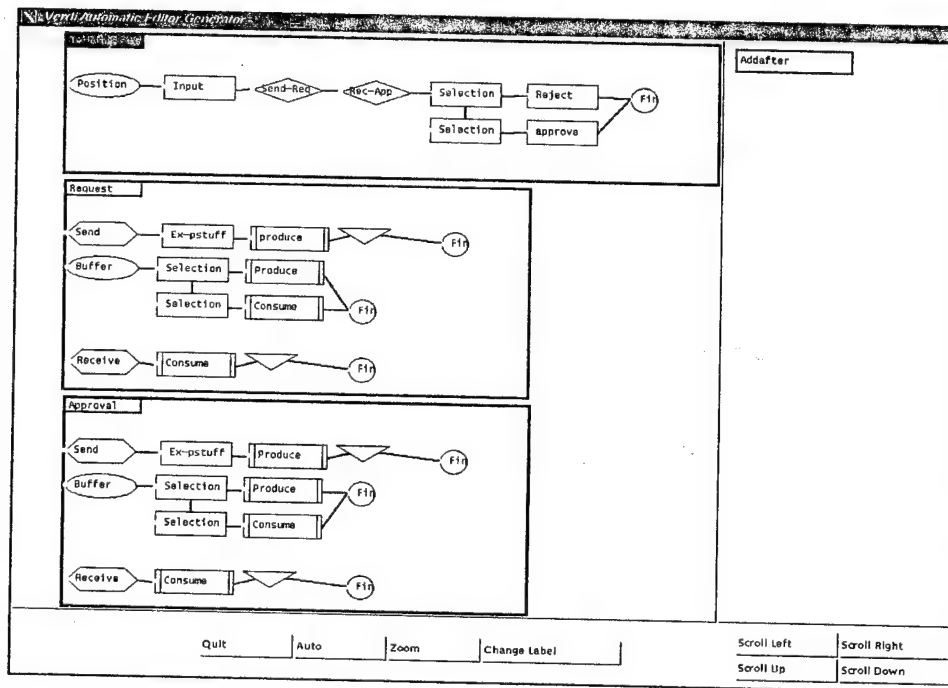 Verdi Automatic Editor Generator
Addafter
Position Input Send-Req Rec-App Selection Reject Fin
Selection approve
Request
Send Ex-pstuff produce Fin
Buffer Selection Produce
Selection Consume Fin
Receive Consume Fin
Approval
Send Ex-pstuff Produce Fin
Buffer Selection Produce Fin
Selection Consume
Receive Consume Fin
Quit Auto Zoom Change Label
Scroll Left Scroll Right
Scroll Up Scroll Down